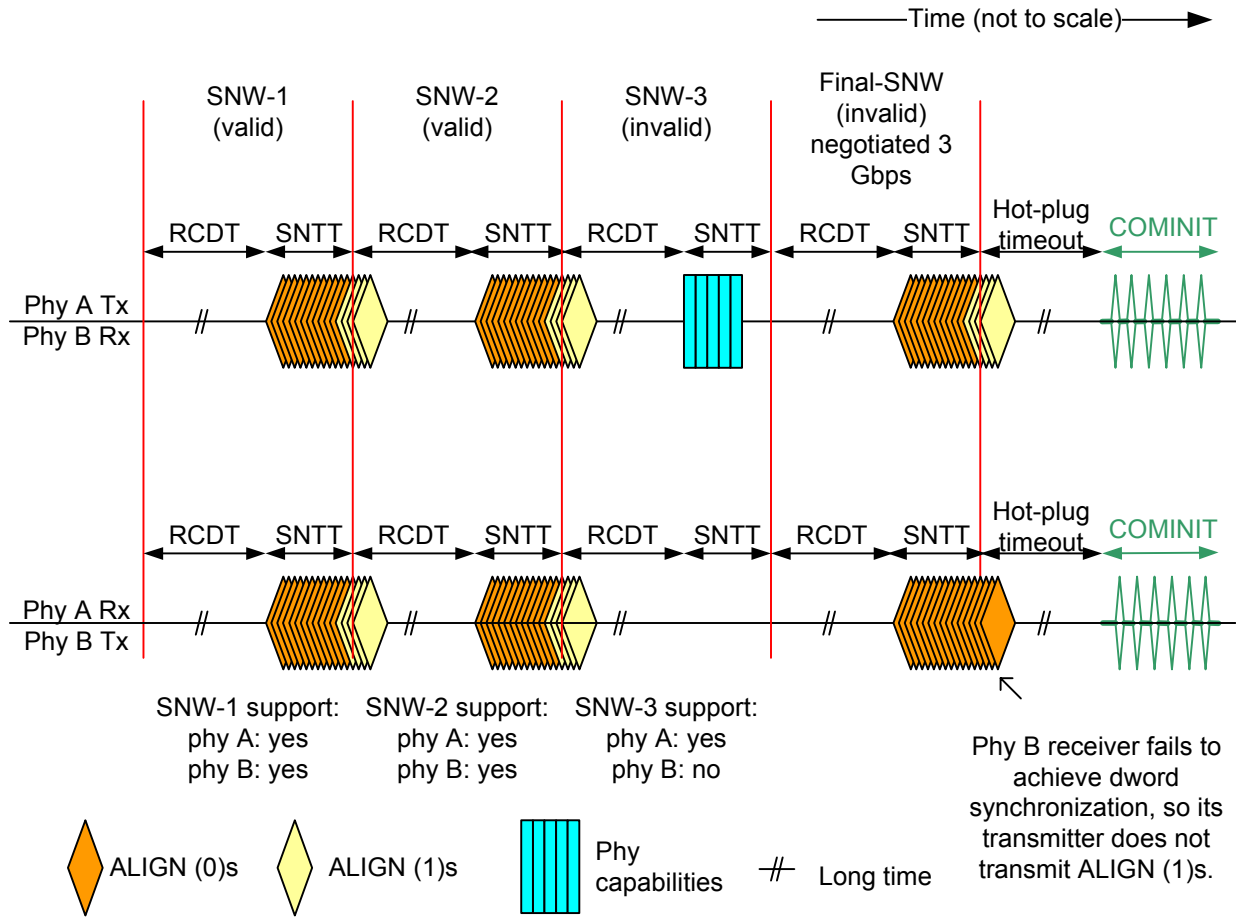 Time (not to scale)
SNW-1
(valid)
SNW-2
(valid)
SNW-3
(invalid)
Final-SNW
(invalid)
negotiated 3
Gbps
RCDT
SNTT
RCDT
SNTT
RCDT
SNTT
RCDT
SNTT
Hot-plug
timeout
COMINIT
Phy A Tx
Phy B Rx
RCDT
SNTT
RCDT
SNTT
RCDT
SNTT
RCDT
SNTT
Hot-plug
timeout
COMINIT
Phy A Rx
Phy B Tx
SNW-1 support:
phy A: yes
phy B: yes
SNW-2 support:
phy A: yes
phy B: yes
SNW-3 support:
phy A: yes
phy B: no
Phy B receiver fails to
achieve dword
synchronization, so its
transmitter does not
transmit ALIGN (1)s.
ALIGN (0)s
ALIGN (1)s
Phy
capabilities
Long time